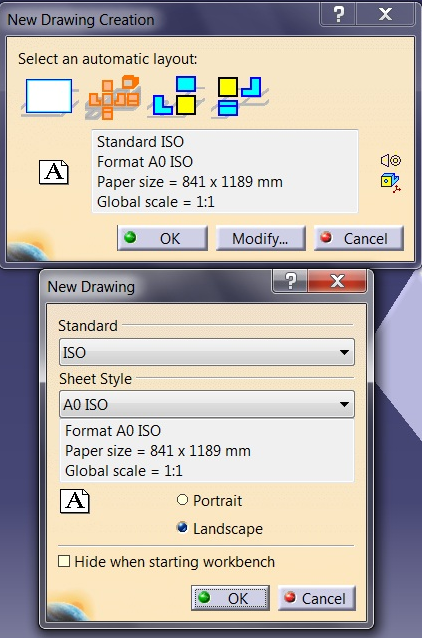 New Drawing Creation
Select an automatic layout:
Standard ISO
Format A0 ISO
Paper size = 841 x 1189 mm
Global scale = 1:1
A
OK
Modify...
Cancel
New Drawing
Standard
ISO
Sheet Style
A0 ISO
Format A0 ISO
Paper size = 841 x 1189 mm
Global scale = 1:1
A
Portrait
Landscape
Hide when starting workbench
OK
Cancel